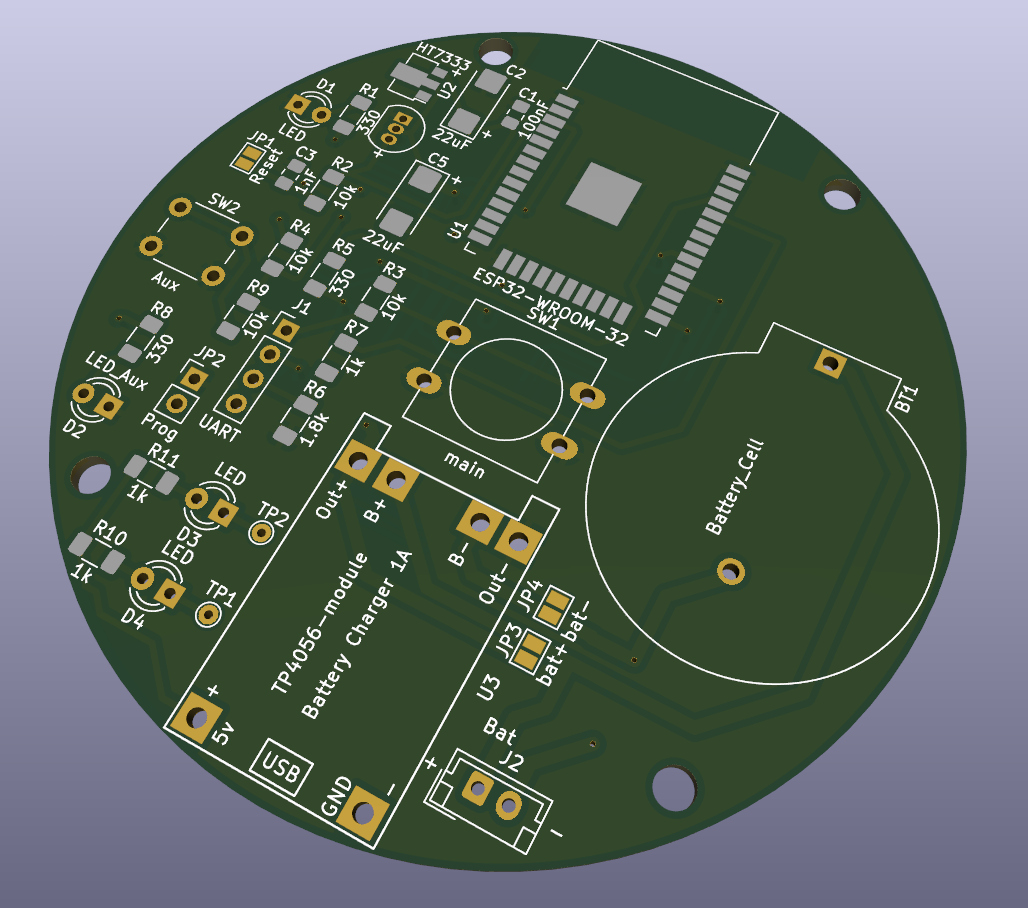 HT7333
+
U2
C2
D1
LED
R1
330
+
22uF
+
C1
100nF
JP1
Reset
C3
1nF
R2
10k
C5
+
22uF
U1
SW2
Aux
R4
10k
R5
330
R3
10k
ESP32-WROOM-32
SW1
R9
10k
J1
R8
330
R7
1k
LED_Aux
D2
JP2
Prog
UART
R6
1.8k
BT1
Battery_Cell
main
R11
1k
LED
D3
TP2
Out+
B+
B-
Out-
R10
1k
LED
D4
TP1
TP4056-module
Battery Charger 1A
JP4
bat-
JP3
bat+
U3
+
5v
USB
GND
-
Bat
J2
+
-